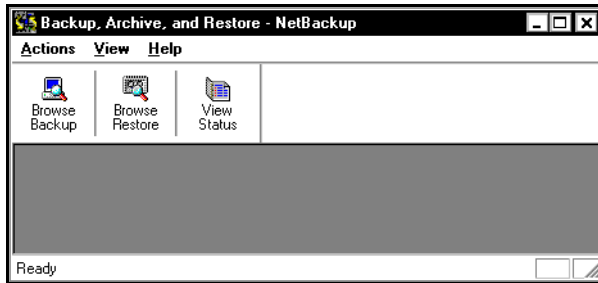 Backup, Archive, and Restore - NetBackup
Actions View Help
Browse Backup
Browse Restore
View Status
Ready